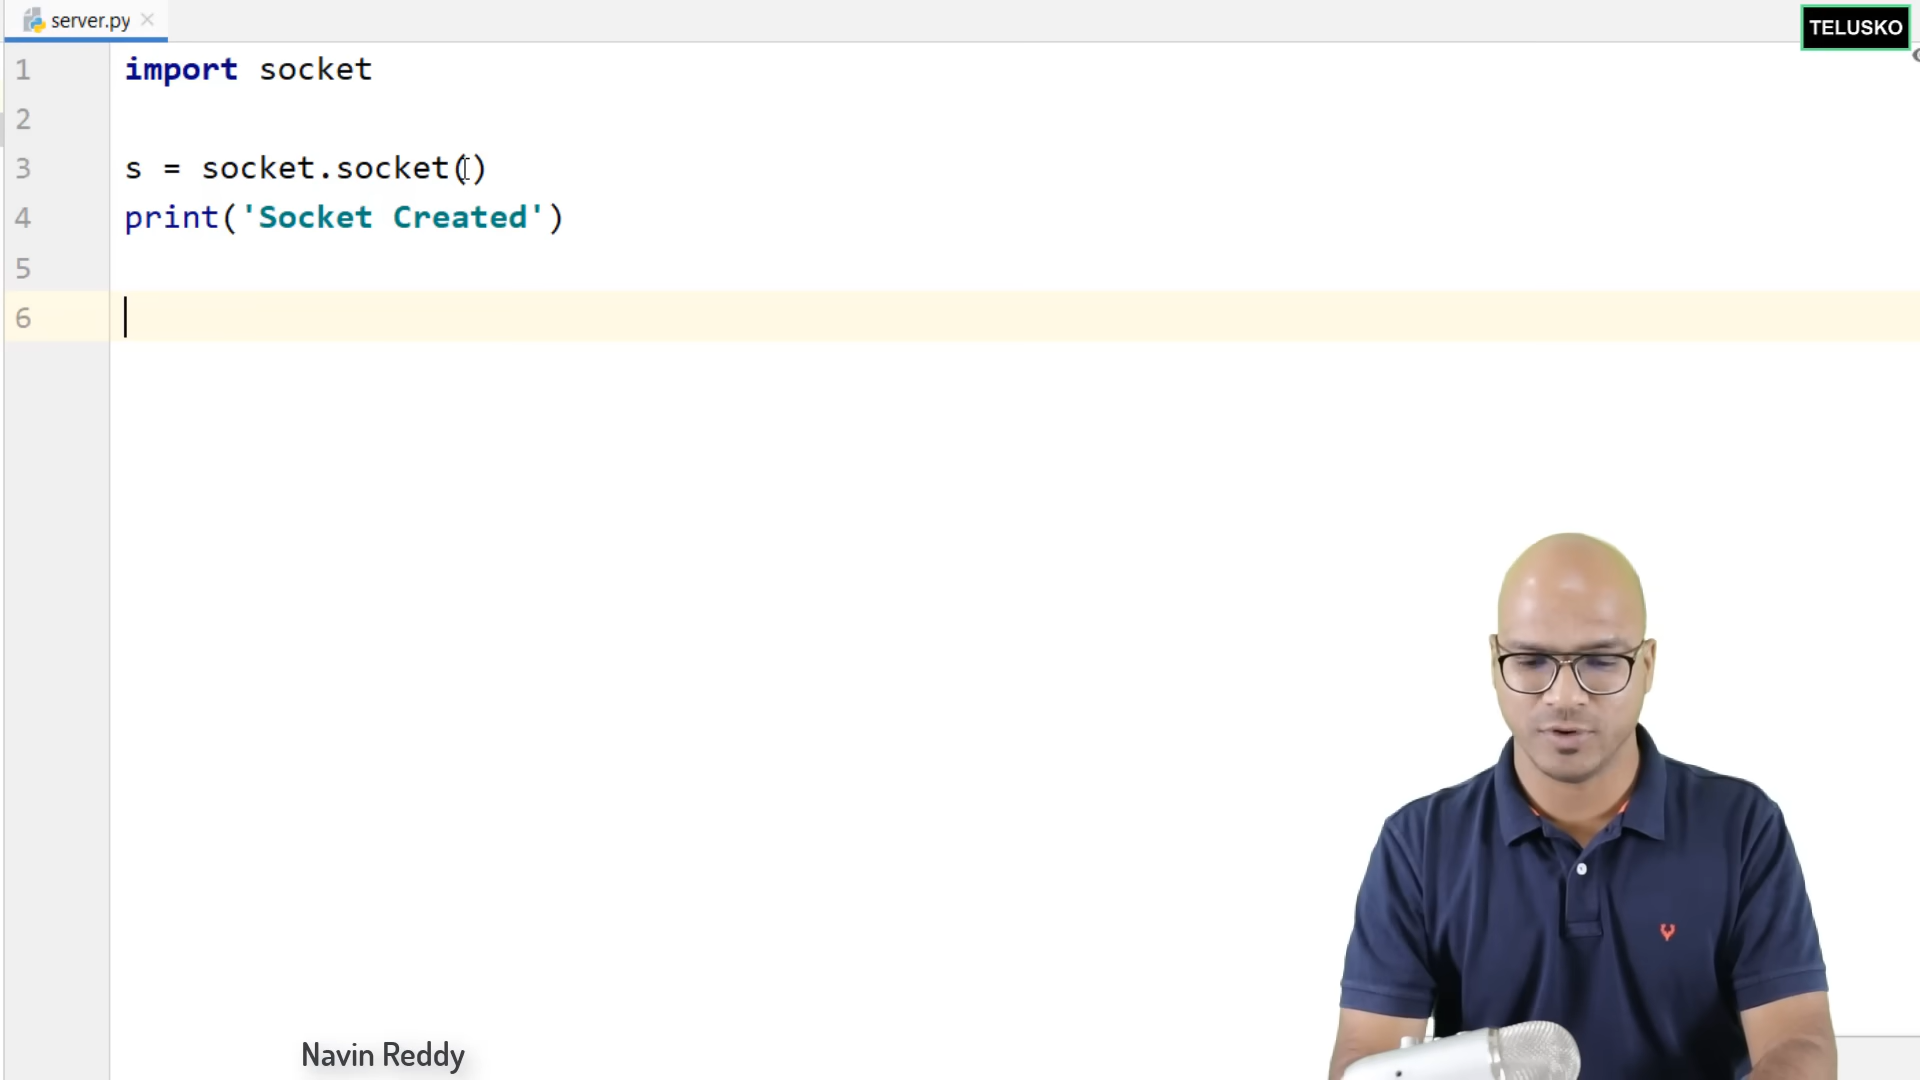 server.py
TELUSKO
1 import socket
2
3 s = socket.socket()
4 print('Socket Created')
5
6
Navin Reddy